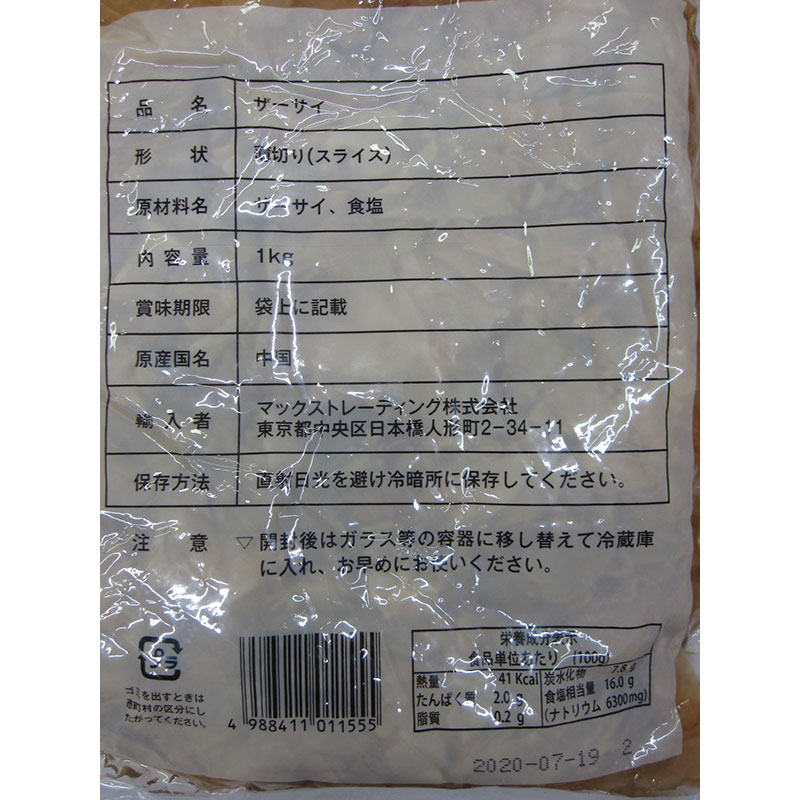 品名 ザーサイ
形状 薄切り(スライス)
原材料名 ザーサイ、食塩
内容量 1kg
賞味期限 袋上に記載
原産国名 中国
輸入者 マックストレーディング株式会社
東京都中央区日本橋人形町2-34-11
保存方法 直射日光を避け冷暗所に保存してください。
注意 ▽開封後はガラス等の容器に移し替えて冷蔵庫
に入れ、お早めにお使いください。
栄養成分表示
食品単位あたり (100g)
熱量 41Kcal 炭水化物 7.8g
たんぱく質 2.0g 食塩相当量 16.0g
脂質 0.2g (ナトリウム 6300mg)
プラ
ゴミを出すときは
市町村の区分にし
たがってください。
4 988411 011555
2020-07-19 2